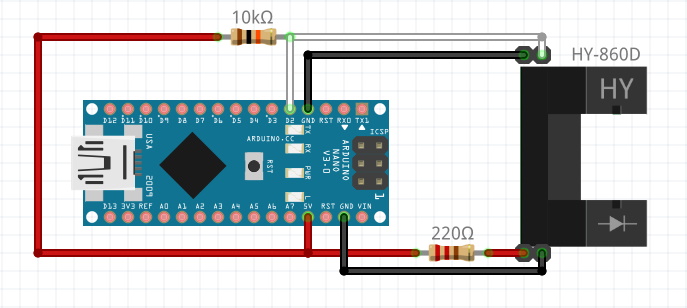 10kΩ
HY-860D
HY
D12 D11 D10 D9 D8 D7 D6 D5 D4 D3 D2 GND RST RX0 TX1
TX
RX
PWR
L
ICSP
1
USA
2009
ARDUINO.CC
RST
ARDUINO
NANO
V3.0
D13 3V3 REF A0 A1 A2 A3 A4 A5 A6 A7 5V RST GND VIN
220Ω